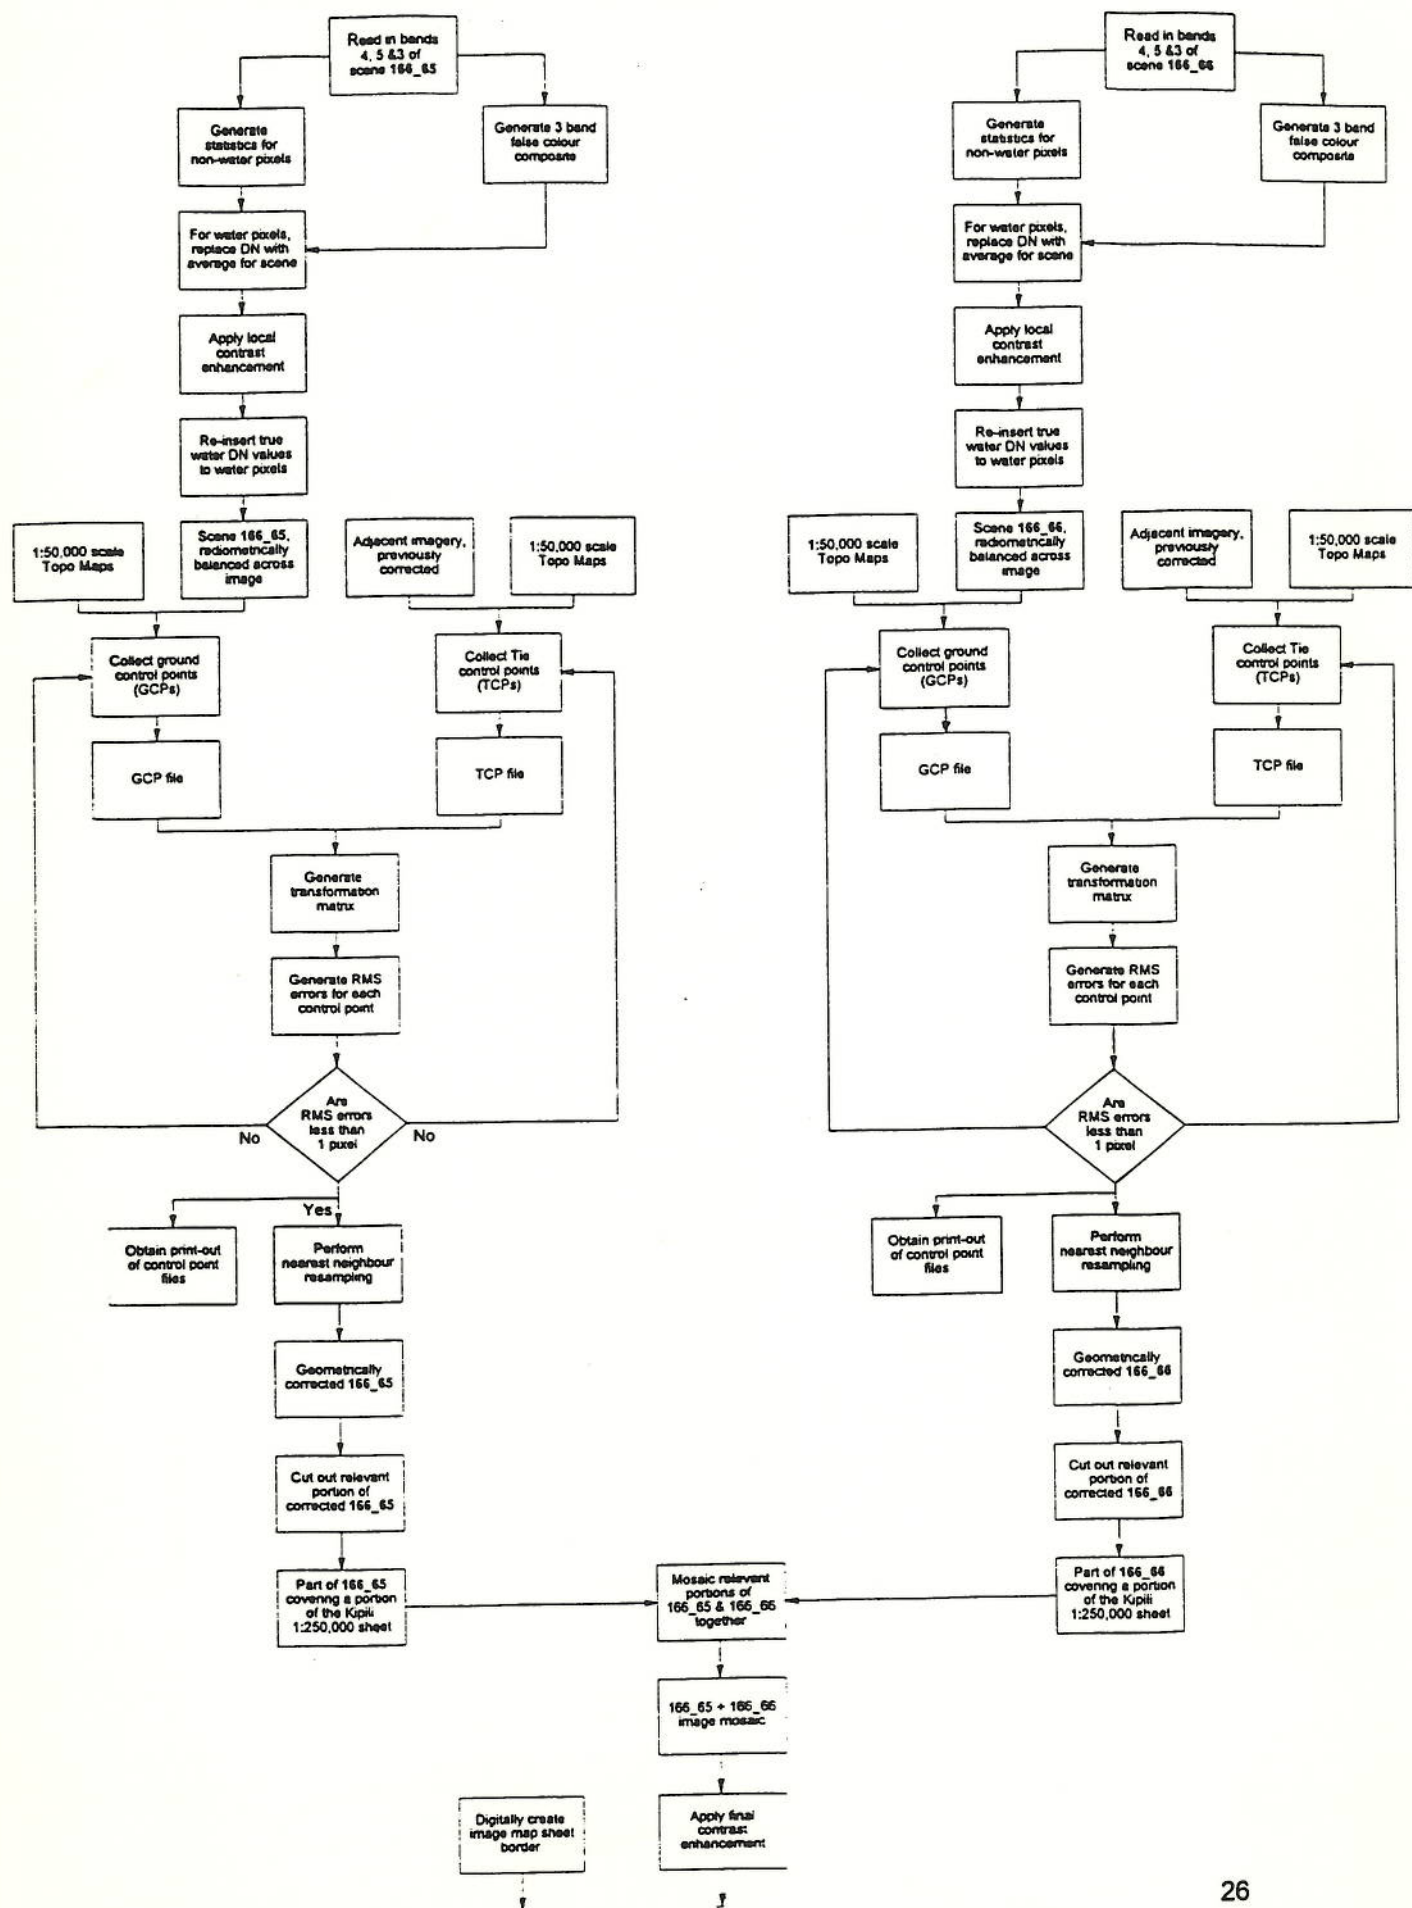 Read in bands
4, 5 &3 of
scene 166_65
Generate
statistics for
non-water pixels
Generate 3 band
false colour
composite
For water pixels,
replace DN with
average for scene
Apply local
contrast
enhancement
Re-insert true
water DN values
to water pixels
1:50,000 scale
Topo Maps
Scene 166_65,
radiometrically
balanced across
image
Adjacent imagery,
previously
corrected
1:50,000 scale
Topo Maps
Collect ground
control points
(GCPs)
Collect Tie
control points
(TCPs)
GCP file
TCP file
Generate
transformation
matrix
Generate RMS
errors for each
control point
Are
RMS errors
less than
1 pixel
No
No
Yes
Obtain print-out
of control point
files
Perform
nearest neighbour
resampling
Geometrically
corrected 166_65
Cut out relevant
portion of
corrected 166_65
Part of 166_65
covering a portion
of the Kipili
1:250,000 sheet
Read in bands
4, 5 &3 of
scene 166_66
Generate
statistics for
non-water pixels
Generate 3 band
false colour
composite
For water pixels,
replace DN with
average for scene
Apply local
contrast
enhancement
Re-insert true
water DN values
to water pixels
1:50,000 scale
Topo Maps
Scene 166_66,
radiometrically
balanced across
image
Adjacent imagery,
previously
corrected
1:50,000 scale
Topo Maps
Collect ground
control points
(GCPs)
Collect Tie
control points
(TCPs)
GCP file
TCP file
Generate
transformation
matrix
Generate RMS
errors for each
control point
Are
RMS errors
less than
1 pixel
Obtain print-out
of control point
files
Perform
nearest neighbour
resampling
Geometrically
corrected 166_66
Cut out relevant
portion of
corrected 166_66
Part of 166_66
covering a portion
of the Kipili
1:250,000 sheet
Mosaic relevant
portions of
166_65 & 166_66
together
166_65 + 166_66
image mosaic
Digitally create
image map sheet
border
Apply final
contrast
enhancement
26